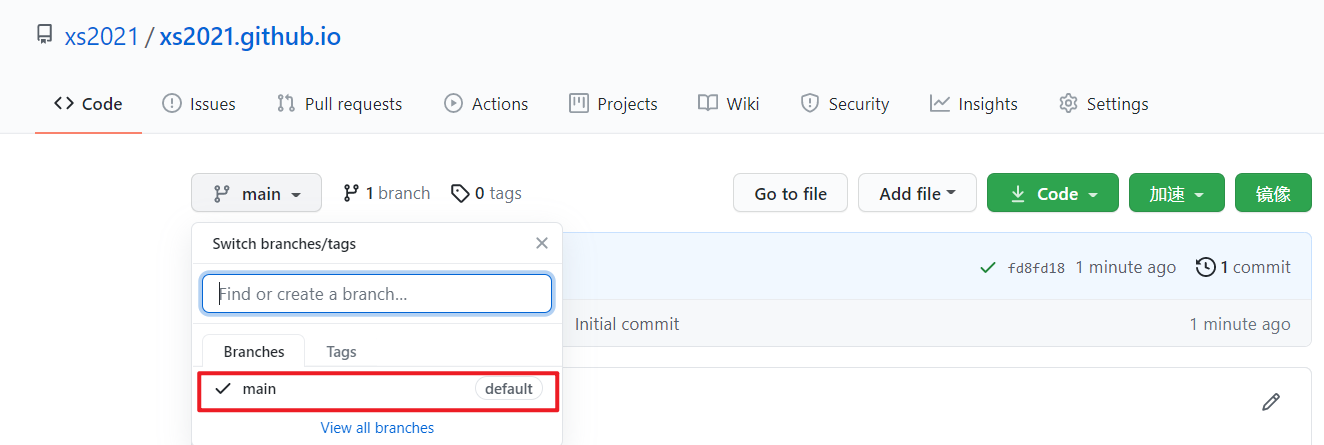 xs2021 / xs2021.github.io
Code Issues Pull requests Actions Projects Wiki Security Insights Settings
main 1 branch 0 tags Go to file Add file Code 加速 镜像
Switch branches/tags
fd8fd18 1 minute ago 1 commit
Find or create a branch...
Initial commit 1 minute ago
Branches Tags
main default
View all branches